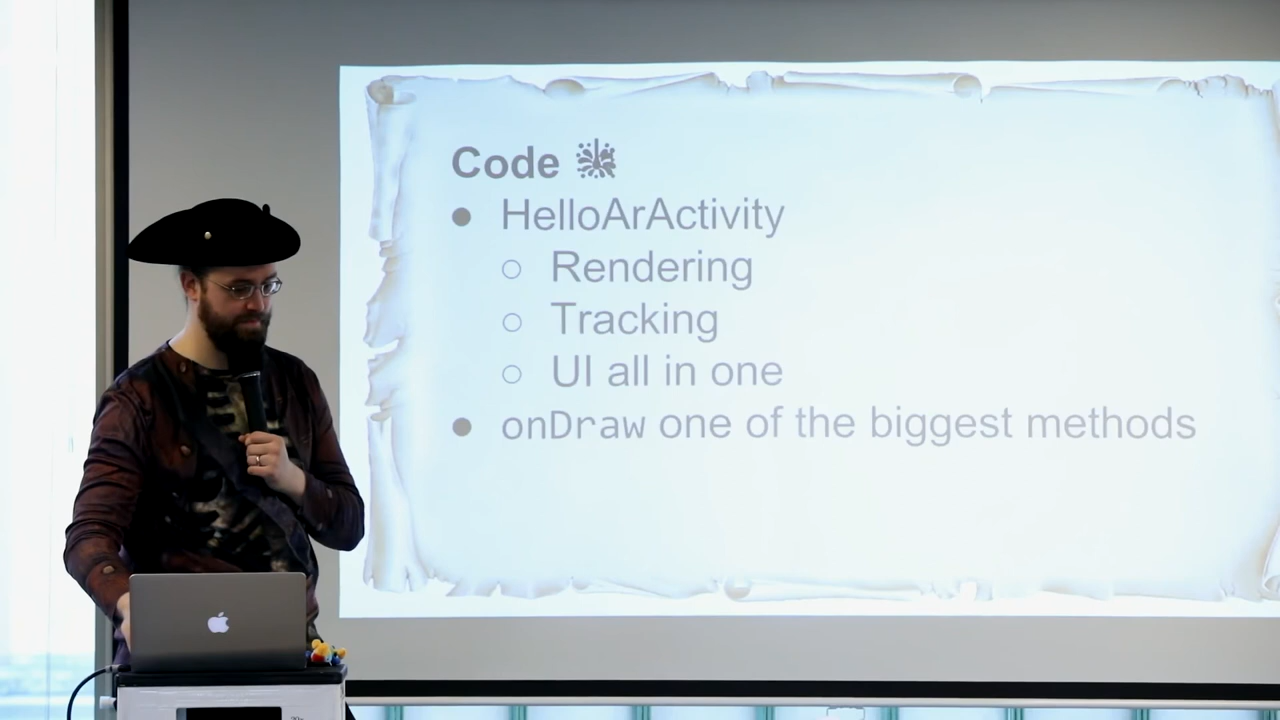 Code
HelloArActivity
Rendering
Tracking
UI all in one
onDraw one of the biggest methods